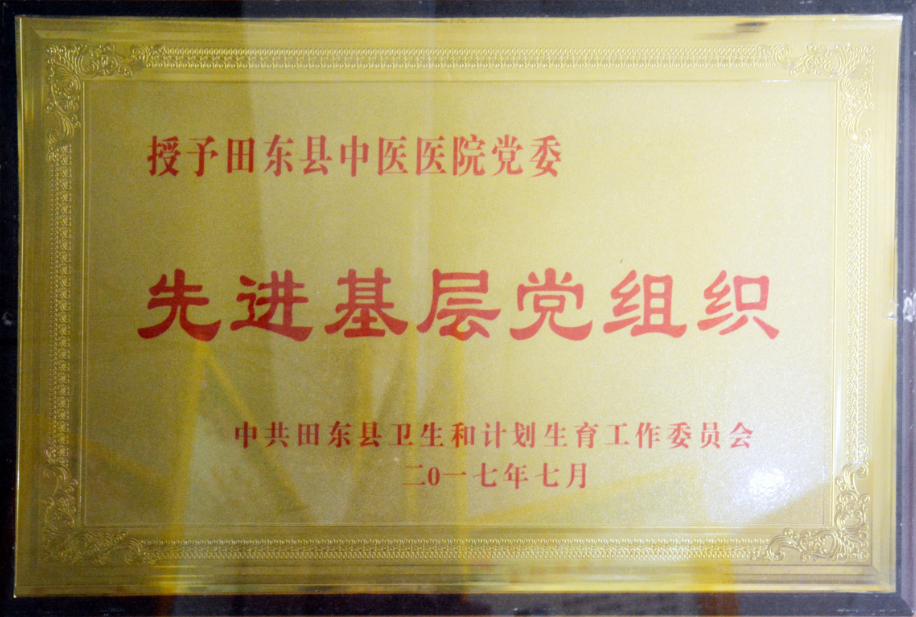 授予田东县中医医院党委
先进基层党组织
中共田东县卫生和计划生育工作委员会
二0一七年七月